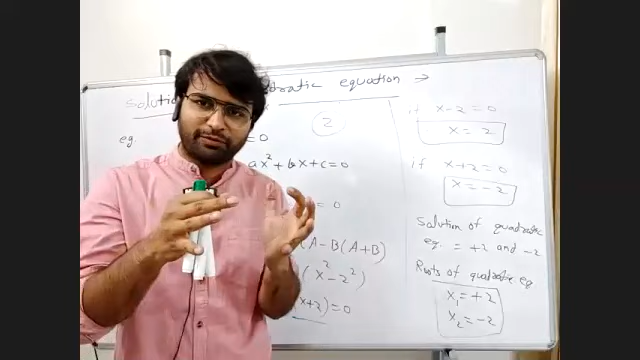 Solution quadratic equation →
eg. = 0
2
ax² + bx + c = 0
= 0
A - B (A + B)
(x² - 2²)
x+2) = 0
if x - 2 = 0
x = 2
if x + 2 = 0
x = -2
Solution of quadratic
eq. = +2 and -2
Roots of quadratic eq
x₁ = +2
x₂ = -2